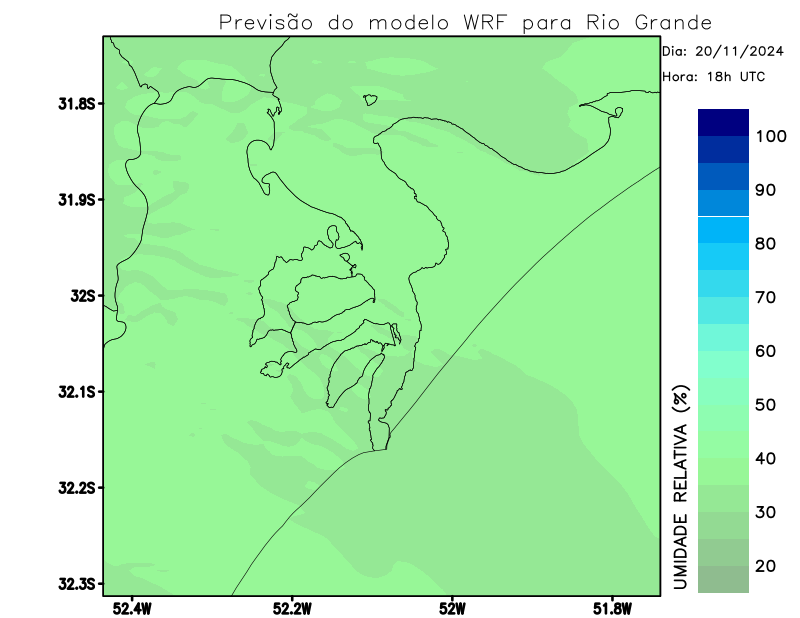 Previsão do modelo WRF para Rio Grande
Dia: 20/11/2024
Hora: 18h UTC
31.8S
31.9S
32S
32.1S
32.2S
32.3S
52.4W
52.2W
52W
51.8W
UMIDADE RELATIVA (%)
100
90
80
70
60
50
40
30
20